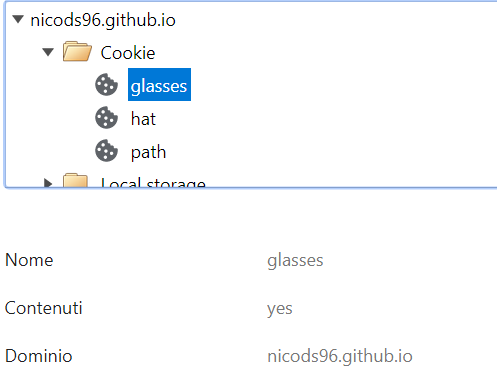 nicods96.github.io
Cookie
glasses
hat
path
Local storage
Nome glasses
Contenuti yes
Dominio nicods96.github.io